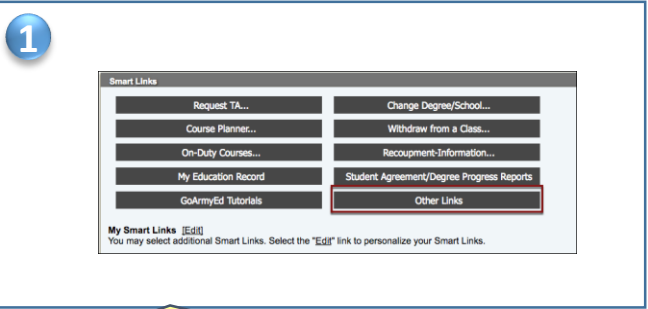 1
Smart Links
Request TA...
Change Degree/School...
Course Planner...
Withdraw from a Class...
On-Duty Courses...
Recoupment-Information...
My Education Record
Student Agreement/Degree Progress Reports
GoArmyEd Tutorials
Other Links
My Smart Links [Edit]
You may select additional Smart Links. Select the "Edit" link to personalize your Smart Links.